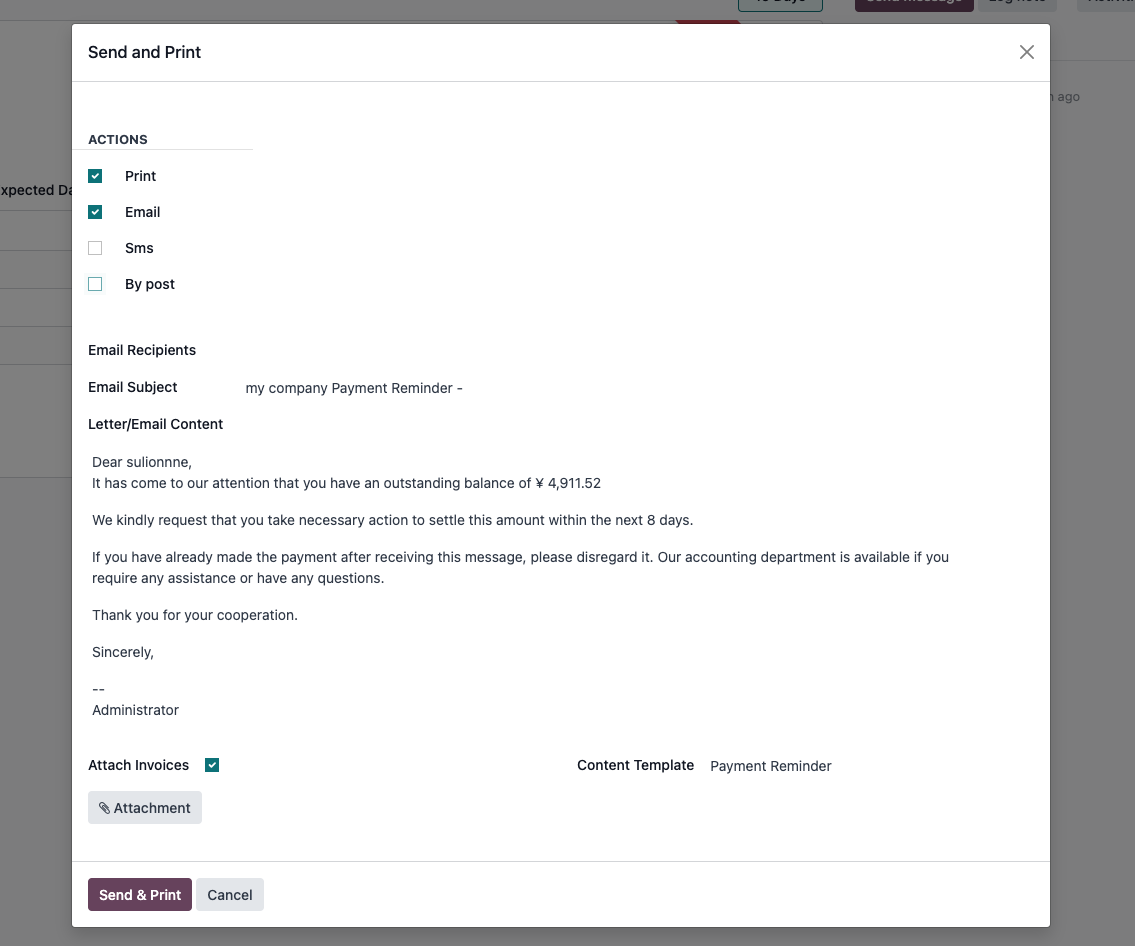 Send and Print
ago
ACTIONS
Print
Email
Sms
By post
Email Recipients
Email Subject my company Payment Reminder -
Letter/Email Content
Dear sulionnne,
It has come to our attention that you have an outstanding balance of ¥ 4,911.52
We kindly request that you take necessary action to settle this amount within the next 8 days.
If you have already made the payment after receiving this message, please disregard it. Our accounting department is available if you
require any assistance or have any questions.
Thank you for your cooperation.
Sincerely,
--
Administrator
Attach Invoices Content Template Payment Reminder
Attachment
Send & Print Cancel